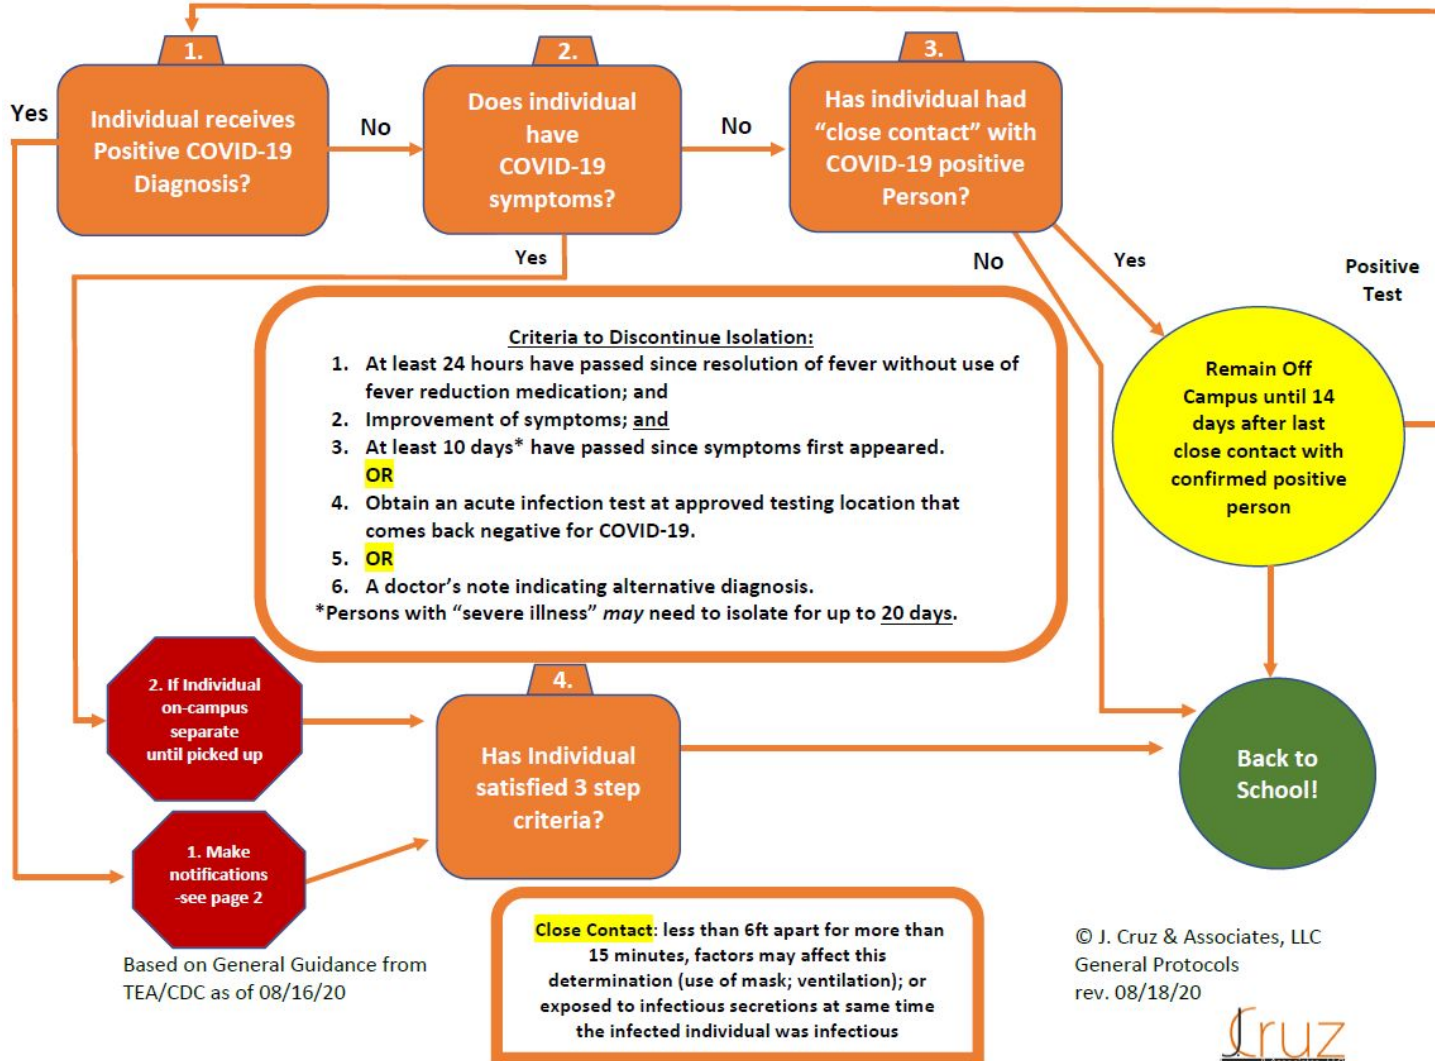 1.
Individual receives
Positive COVID-19
Diagnosis?
Yes
No
2.
Does individual
have
COVID-19
symptoms?
No
Yes
3.
Has individual had
“close contact” with
COVID-19 positive
Person?
No
Yes
Positive
Test
Remain Off
Campus until 14
days after last
close contact with
confirmed positive
person
Criteria to Discontinue Isolation:
1. At least 24 hours have passed since resolution of fever without use of
fever reduction medication; and
2. Improvement of symptoms; and
3. At least 10 days* have passed since symptoms first appeared.
OR
4. Obtain an acute infection test at approved testing location that
comes back negative for COVID-19.
5. OR
6. A doctor’s note indicating alternative diagnosis.
*Persons with “severe illness” may need to isolate for up to 20 days.
2. If Individual
on-campus
separate
until picked up
1. Make
notifications
-see page 2
4.
Has Individual
satisfied 3 step
criteria?
Back to
School!
Close Contact: less than 6ft apart for more than
15 minutes, factors may affect this
determination (use of mask; ventilation); or
exposed to infectious secretions at same time
the infected individual was infectious
Based on General Guidance from
TEA/CDC as of 08/16/20
© J. Cruz & Associates, LLC
General Protocols
rev. 08/18/20
J.Cruz